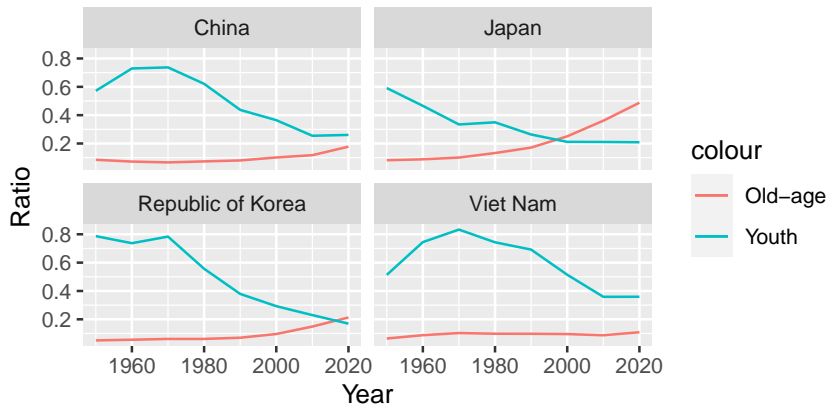 China
Japan
0.8
0.6
0.4
0.2
Republic of Korea
Viet Nam
0.8
0.6
0.4
0.2
1960 1980 2000 2020 1960 1980 2000 2020
Year
Ratio
colour
Old−age
Youth